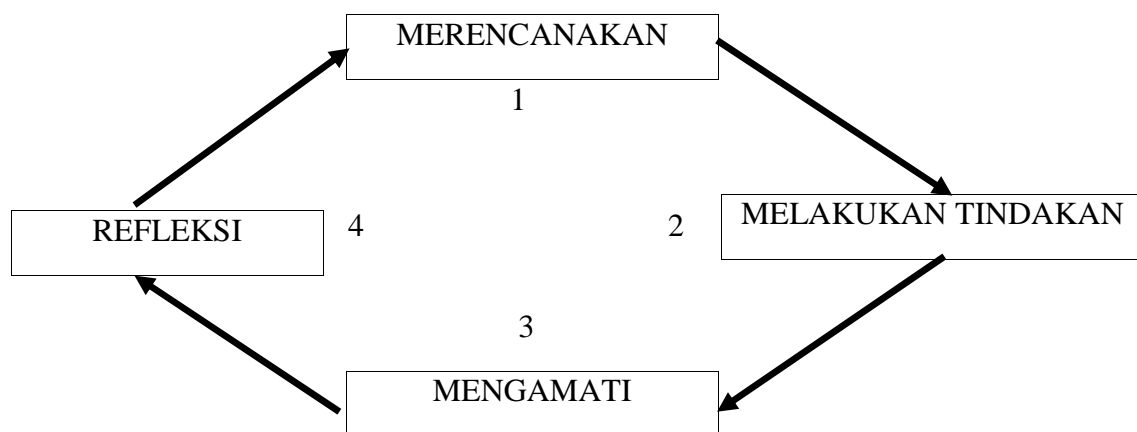 MERENCANAKAN
1
MELAKUKAN TINDAKAN
2
REFLEKSI
4
3
MENGAMATI